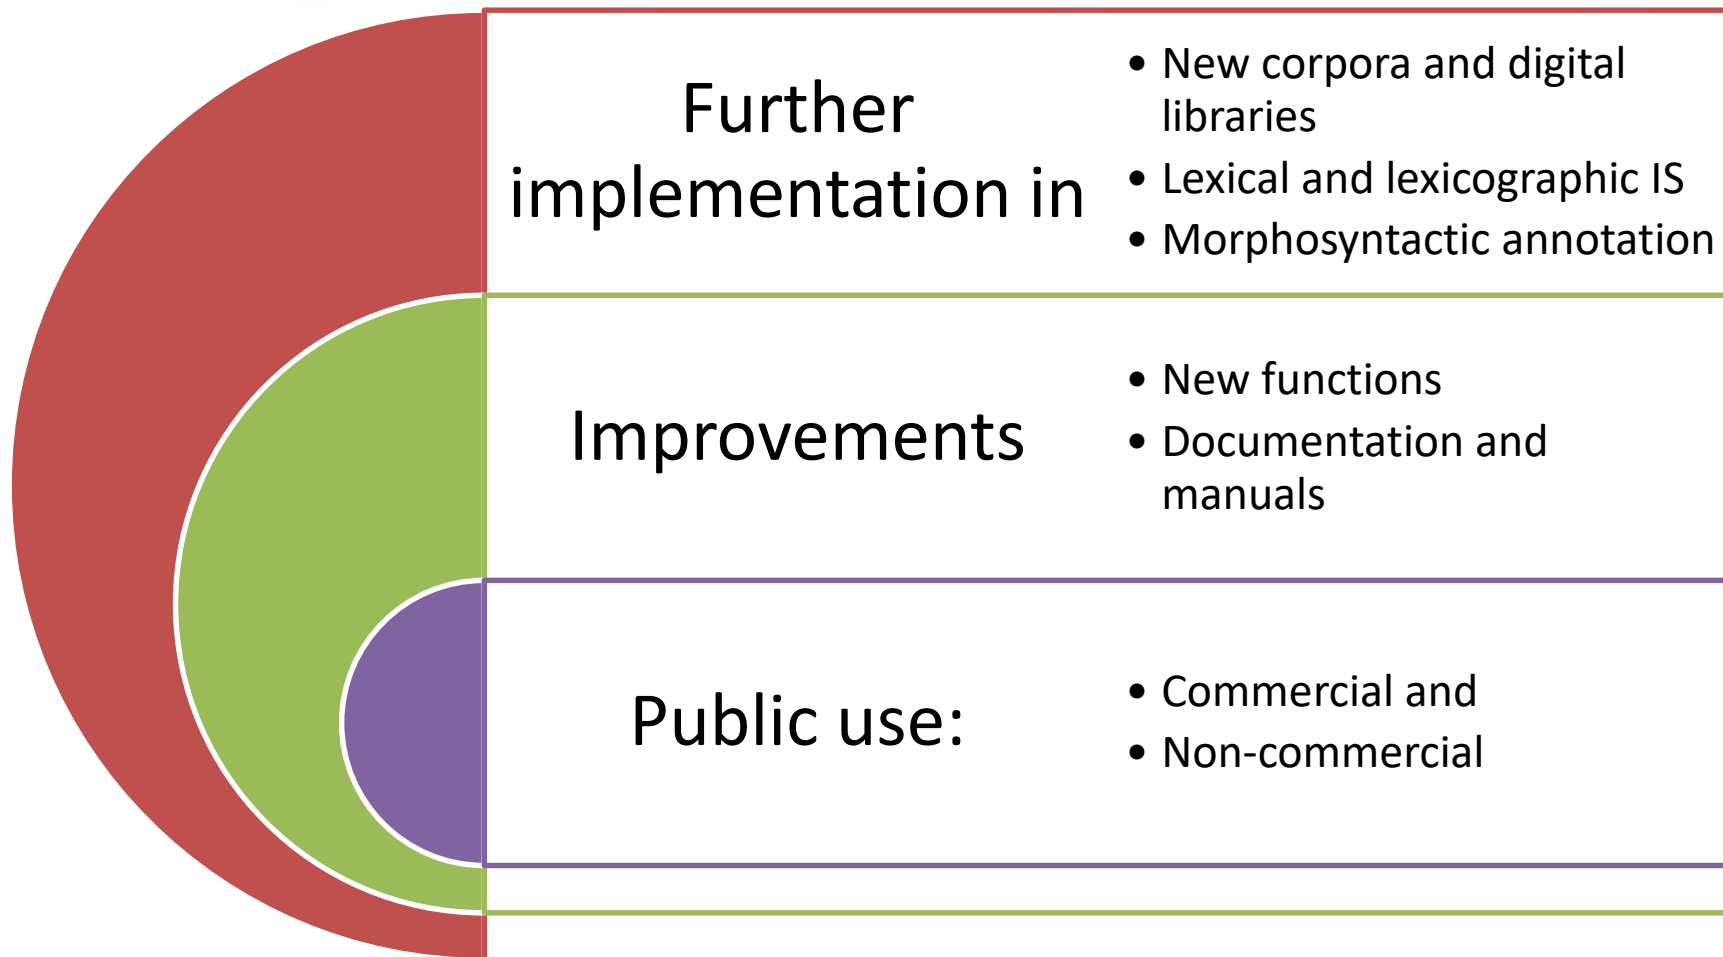 Further
implementation in
• New corpora and digital
libraries
• Lexical and lexicographic IS
• Morphosyntactic annotation
Improvements
• New functions
• Documentation and
manuals
Public use:
• Commercial and
• Non-commercial